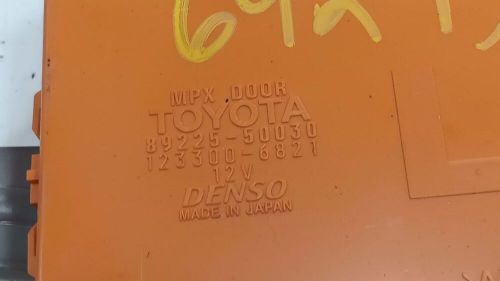 MPX DOOR
TOYOTA
89225-50030
123300-6821
12V
DENSO
MADE IN JAPAN